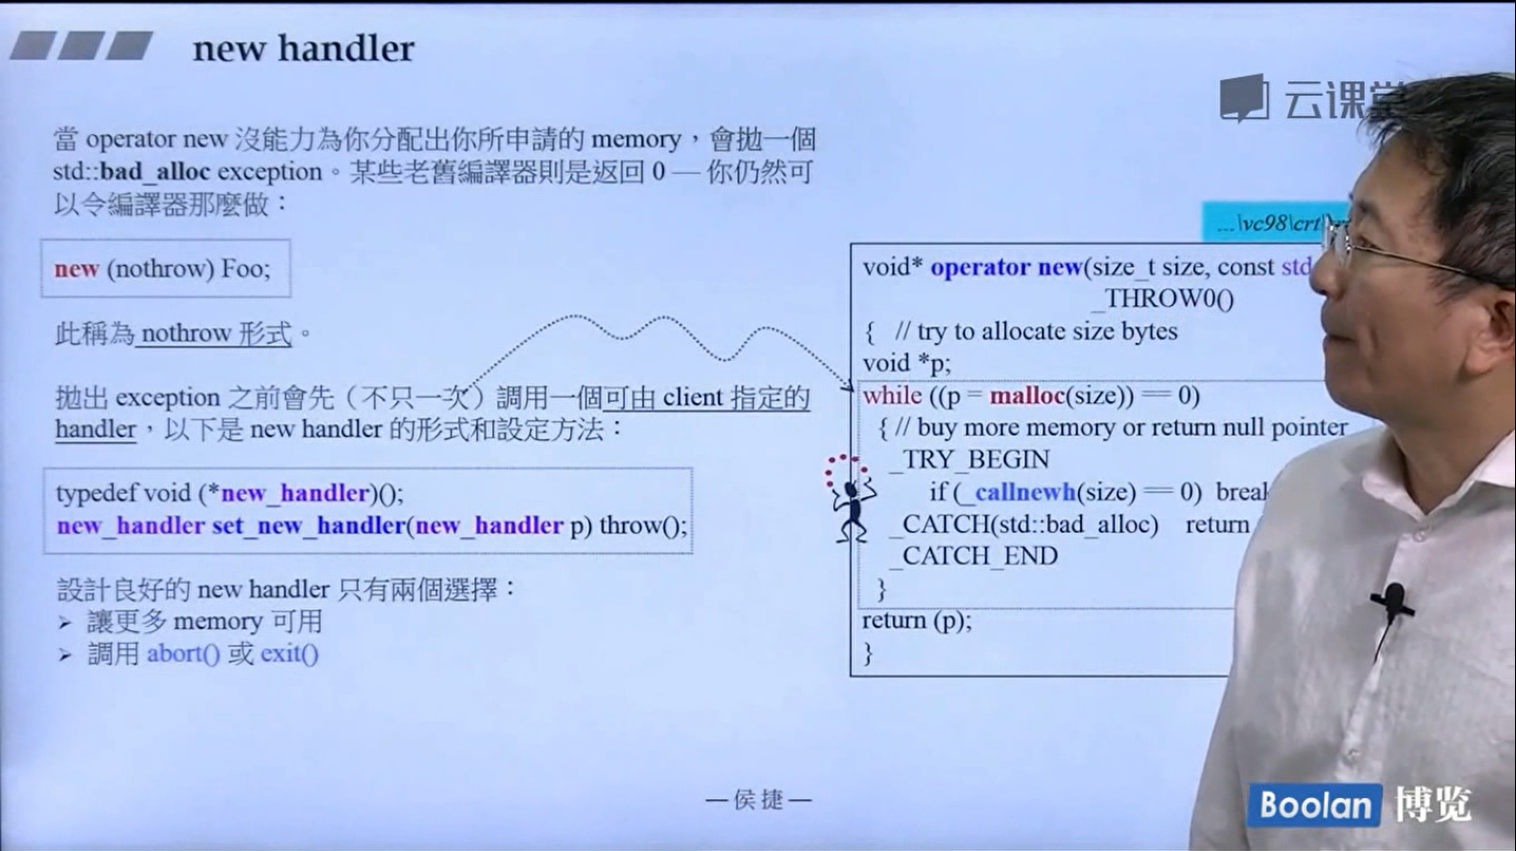 new handler
云课堂
當 operator new 沒能力為你分配出你所申請的 memory,會拋一個
std::bad_alloc exception。某些老舊編譯器則是返回 0 — 你仍然可
以令編譯器那麼做:
new (nothrow) Foo;
此稱為 nothrow 形式。
拋出 exception 之前會先(不只一次)調用一個可由 client 指定的
handler,以下是 new handler 的形式和設定方法:
typedef void (*new_handler)();
new_handler set_new_handler(new_handler p) throw();
設計良好的 new handler 只有兩個選擇:
➢ 讓更多 memory 可用
➢ 調用 abort() 或 exit()
...\vc98\crt\
void* operator new(size_t size, const std
_THROW0()
{ // try to allocate size bytes
void *p;
while ((p = malloc(size)) == 0)
{ // buy more memory or return null pointer
_TRY_BEGIN
if (_callnewh(size) == 0) break
_CATCH(std::bad_alloc) return
_CATCH_END
}
return (p);
}
—侯捷—
Boolan 博览